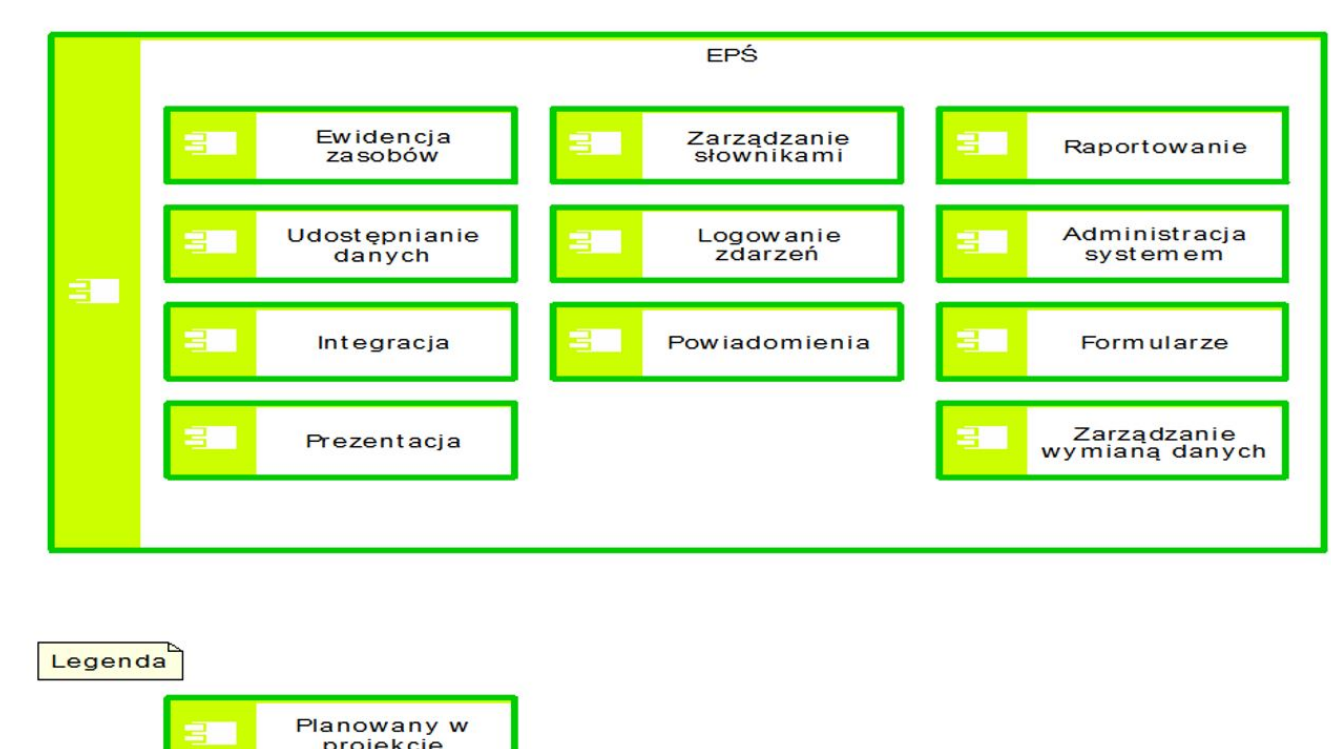 EPŚ
Ewidencja
zasobów
Zarządzanie
słownikami
Raportowanie
Udostępnianie
danych
Logowanie
zdarzeń
Administracja
systemem
Integracja
Powiadomienia
Formularze
Prezentacja
Zarządzanie
wymianą danych
Legenda
Planowany w
projekcie